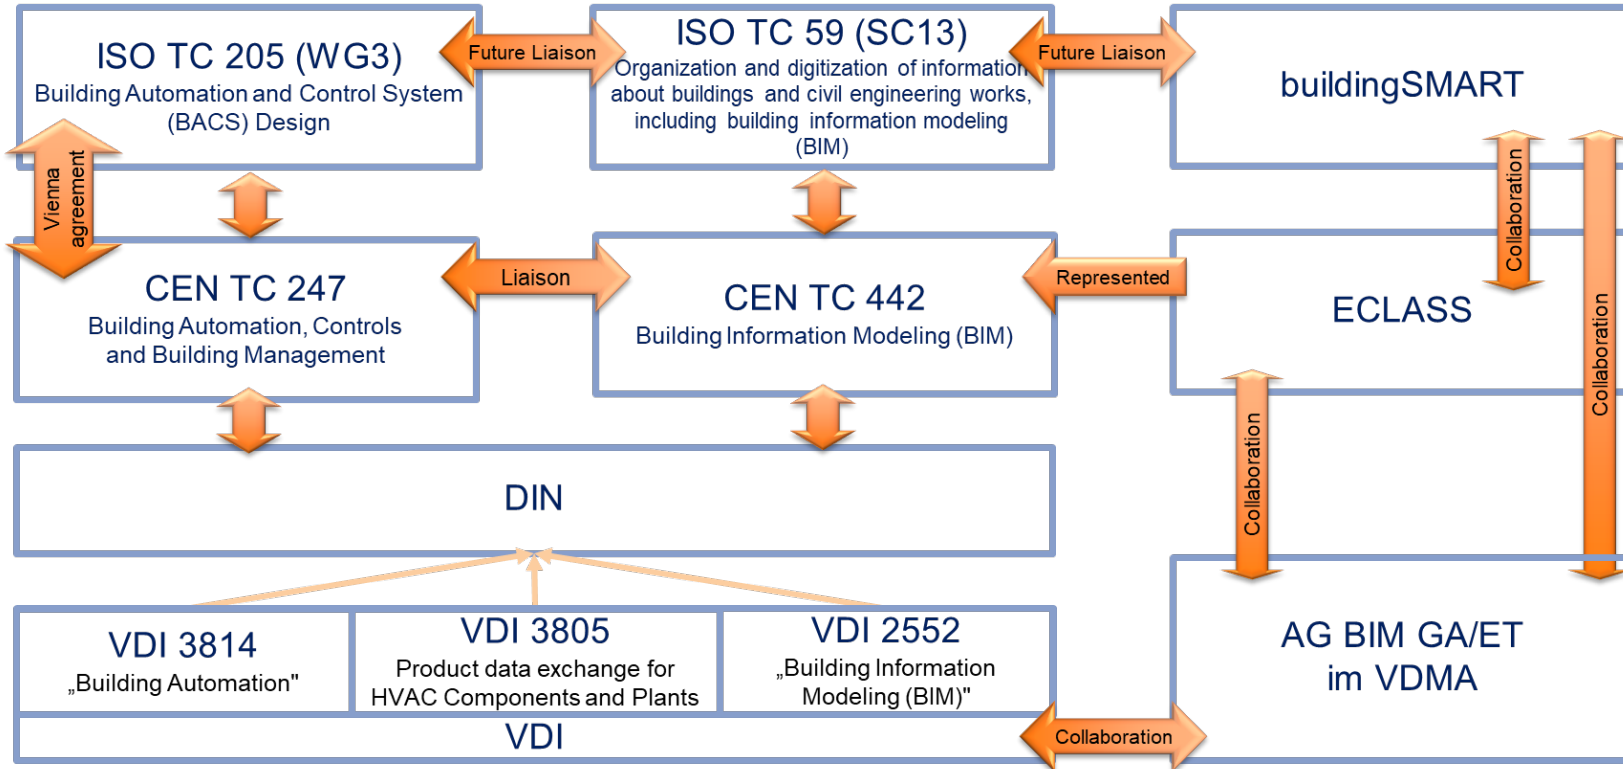 ISO TC 205 (WG3)
Building Automation and Control System
(BACS) Design
Future Liaison
ISO TC 59 (SC13)
Organization and digitization of information
about buildings and civil engineering works,
including building information modeling
(BIM)
Future Liaison
buildingSMART
Vienna
agreement
Collaboration
Collaboration
CEN TC 247
Building Automation, Controls
and Building Management
Liaison
CEN TC 442
Building Information Modeling (BIM)
Represented
ECLASS
Collaboration
DIN
VDI 3814
„Building Automation"
VDI 3805
Product data exchange for
HVAC Components and Plants
VDI 2552
„Building Information
Modeling (BIM)"
VDI
Collaboration
AG BIM GA/ET
im VDMA